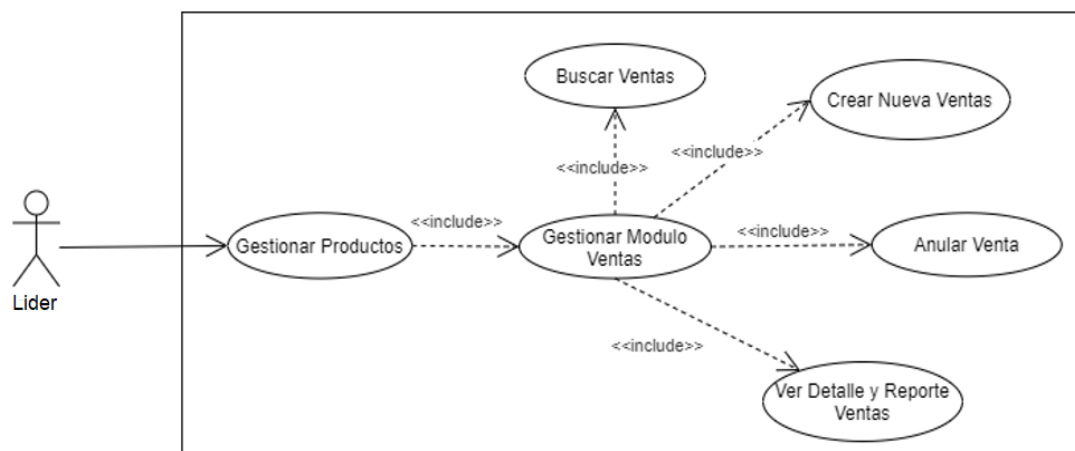 Buscar Ventas
Crear Nueva Ventas
<<include>>
<<include>>
Lider
Gestionar Productos
<<include>>
Gestionar Modulo
Ventas
<<include>>
Anular Venta
<<include>>
Ver Detalle y Reporte
Ventas